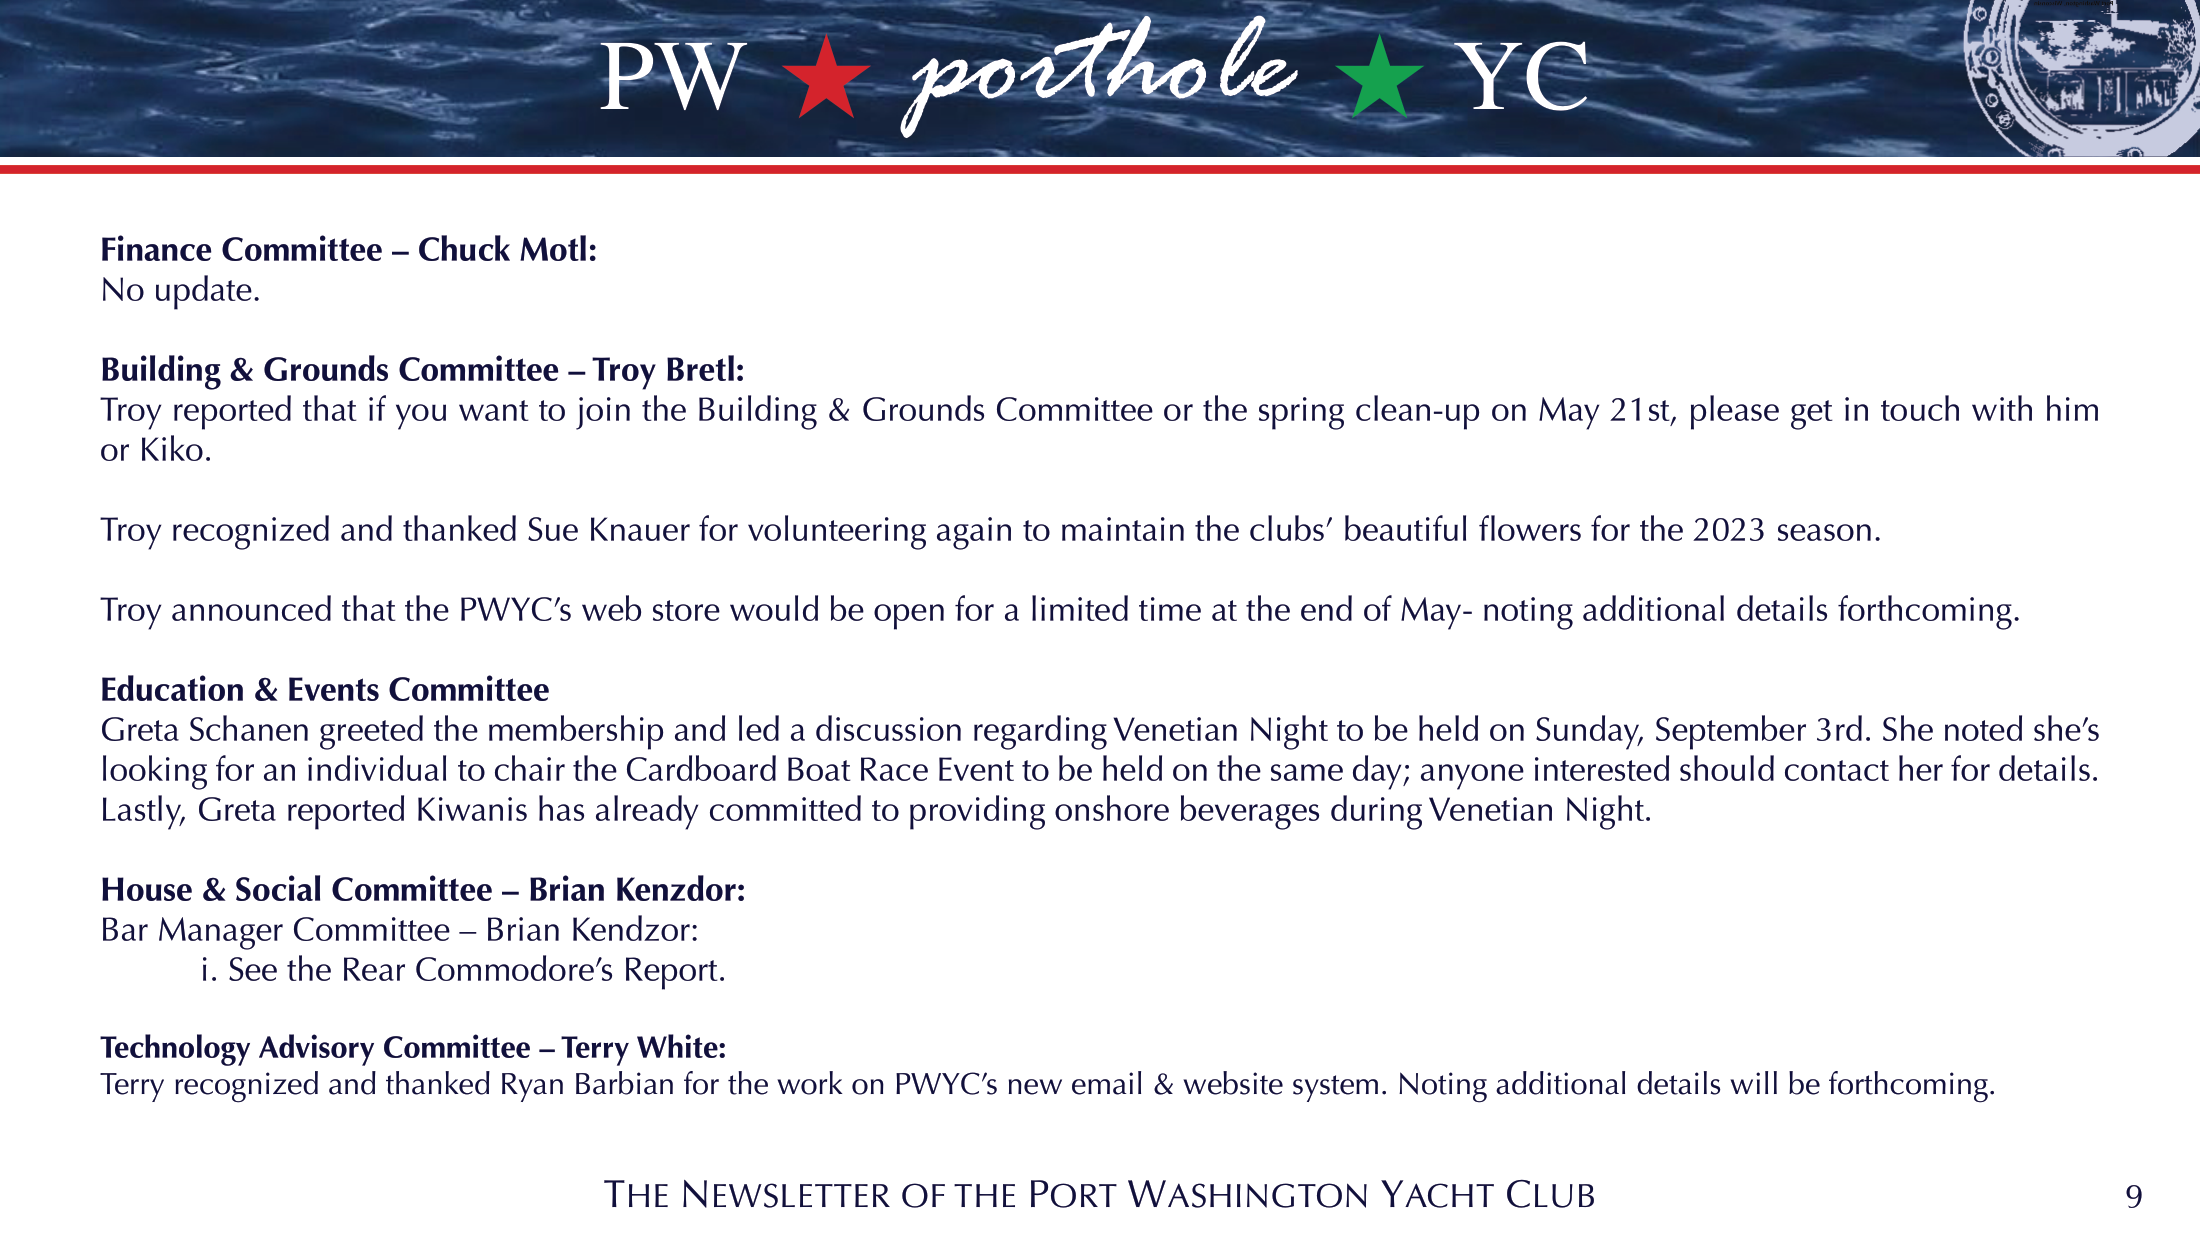 PW ★ porthole ★ YC
Finance Committee – Chuck Motl:
No update.
Building & Grounds Committee – Troy Bretl:
Troy reported that if you want to join the Building & Grounds Committee or the spring clean-up on May 21st, please get in touch with him
or Kiko.
Troy recognized and thanked Sue Knauer for volunteering again to maintain the clubs’ beautiful flowers for the 2023 season.
Troy announced that the PWYC’s web store would be open for a limited time at the end of May- noting additional details forthcoming.
Education & Events Committee
Greta Schanen greeted the membership and led a discussion regarding Venetian Night to be held on Sunday, September 3rd. She noted she’s
looking for an individual to chair the Cardboard Boat Race Event to be held on the same day; anyone interested should contact her for details.
Lastly, Greta reported Kiwanis has already committed to providing onshore beverages during Venetian Night.
House & Social Committee – Brian Kenzdor:
Bar Manager Committee – Brian Kendzor:
i. See the Rear Commodore’s Report.
Technology Advisory Committee – Terry White:
Terry recognized and thanked Ryan Barbian for the work on PWYC’s new email & website system. Noting additional details will be forthcoming.
THE NEWSLETTER OF THE PORT WASHINGTON YACHT CLUB
9